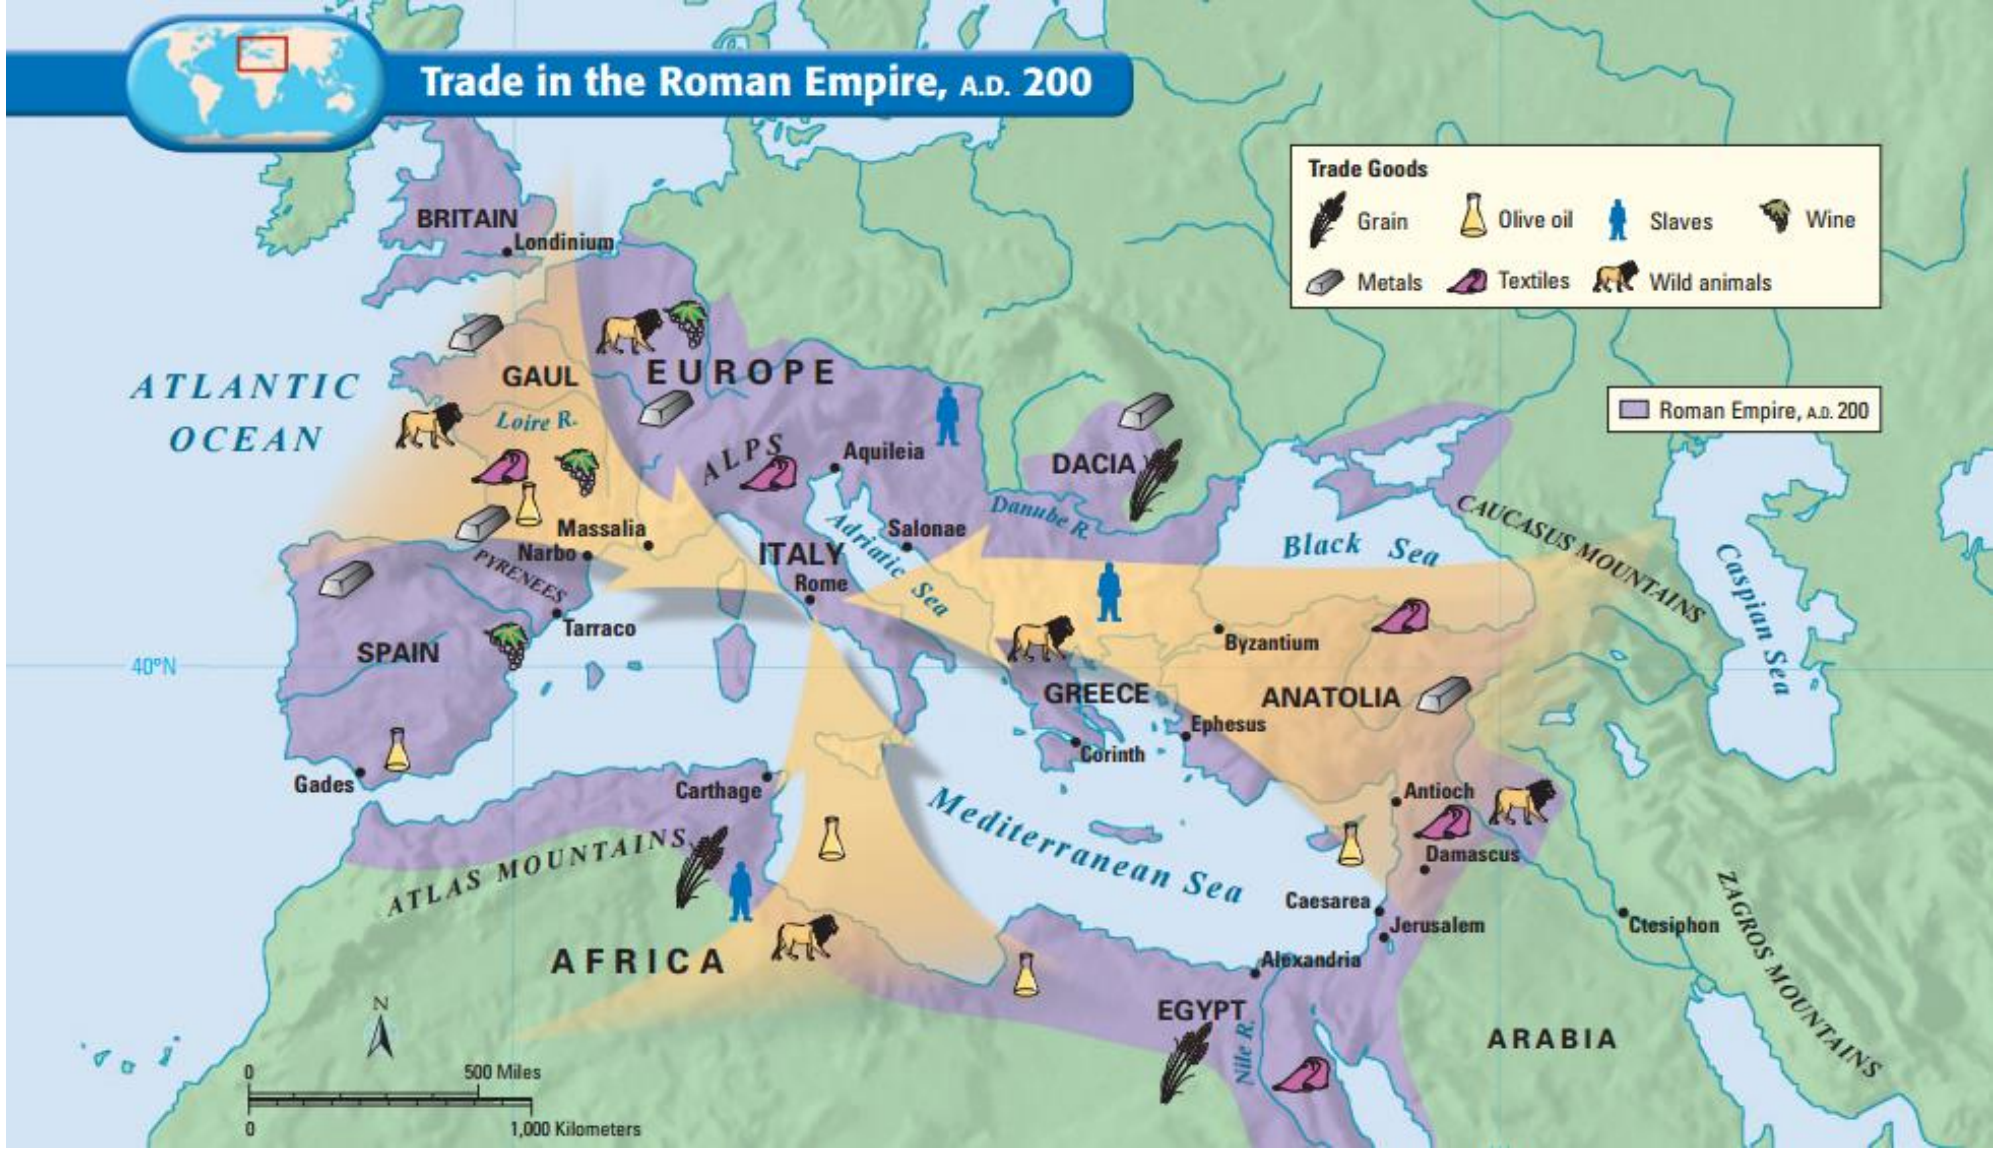 Trade in the Roman Empire, A.D. 200
Trade Goods
Grain
Olive oil
Slaves
Wine
Metals
Textiles
Wild animals
Roman Empire, A.D. 200
BRITAIN
Londinium
ATLANTIC
OCEAN
GAUL
EUROPE
Loire R.
ALPS
Aquileia
DACIA
Danube R.
CAUCASUS MOUNTAINS
Massalia
Narbo
PYRENEES
ITALY
Rome
Adriatic Sea
Salonae
Black Sea
Caspian Sea
Tarraco
SPAIN
40°N
Byzantium
GREECE
ANATOLIA
Ephesus
Corinth
Gades
Carthage
Antioch
Mediterranean Sea
Damascus
ATLAS MOUNTAINS
Caesarea
Jerusalem
Ctesiphon
ZAGROS MOUNTAINS
AFRICA
Alexandria
EGYPT
Nile R.
ARABIA
N
0 500 Miles
0 1,000 Kilometers